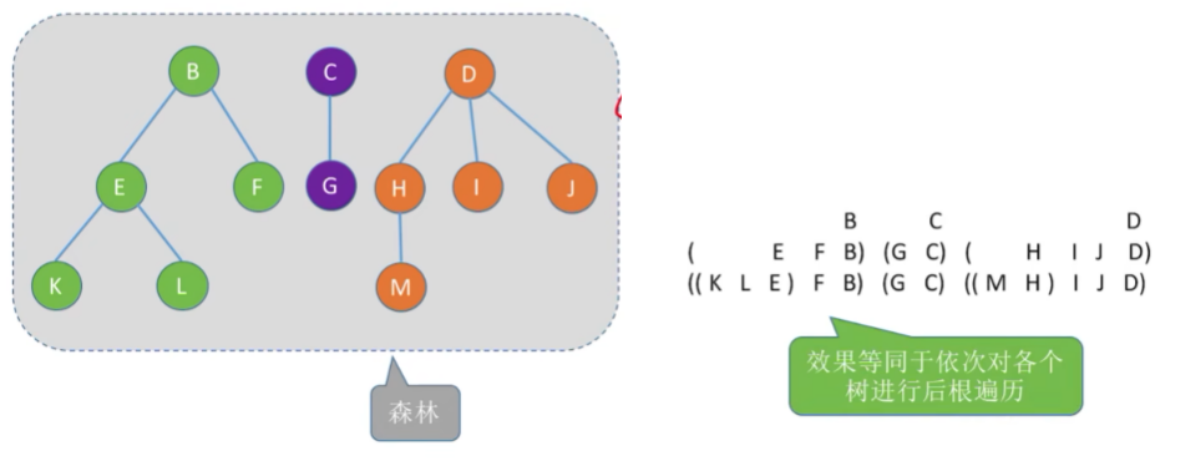 B C D
E F G H I J
K L M
森林
B C D
( E F B) (G C) ( H I J D)
((K L E) F B) (G C) ((M H) I J D)
效果等同于依次对各个
树进行后根遍历